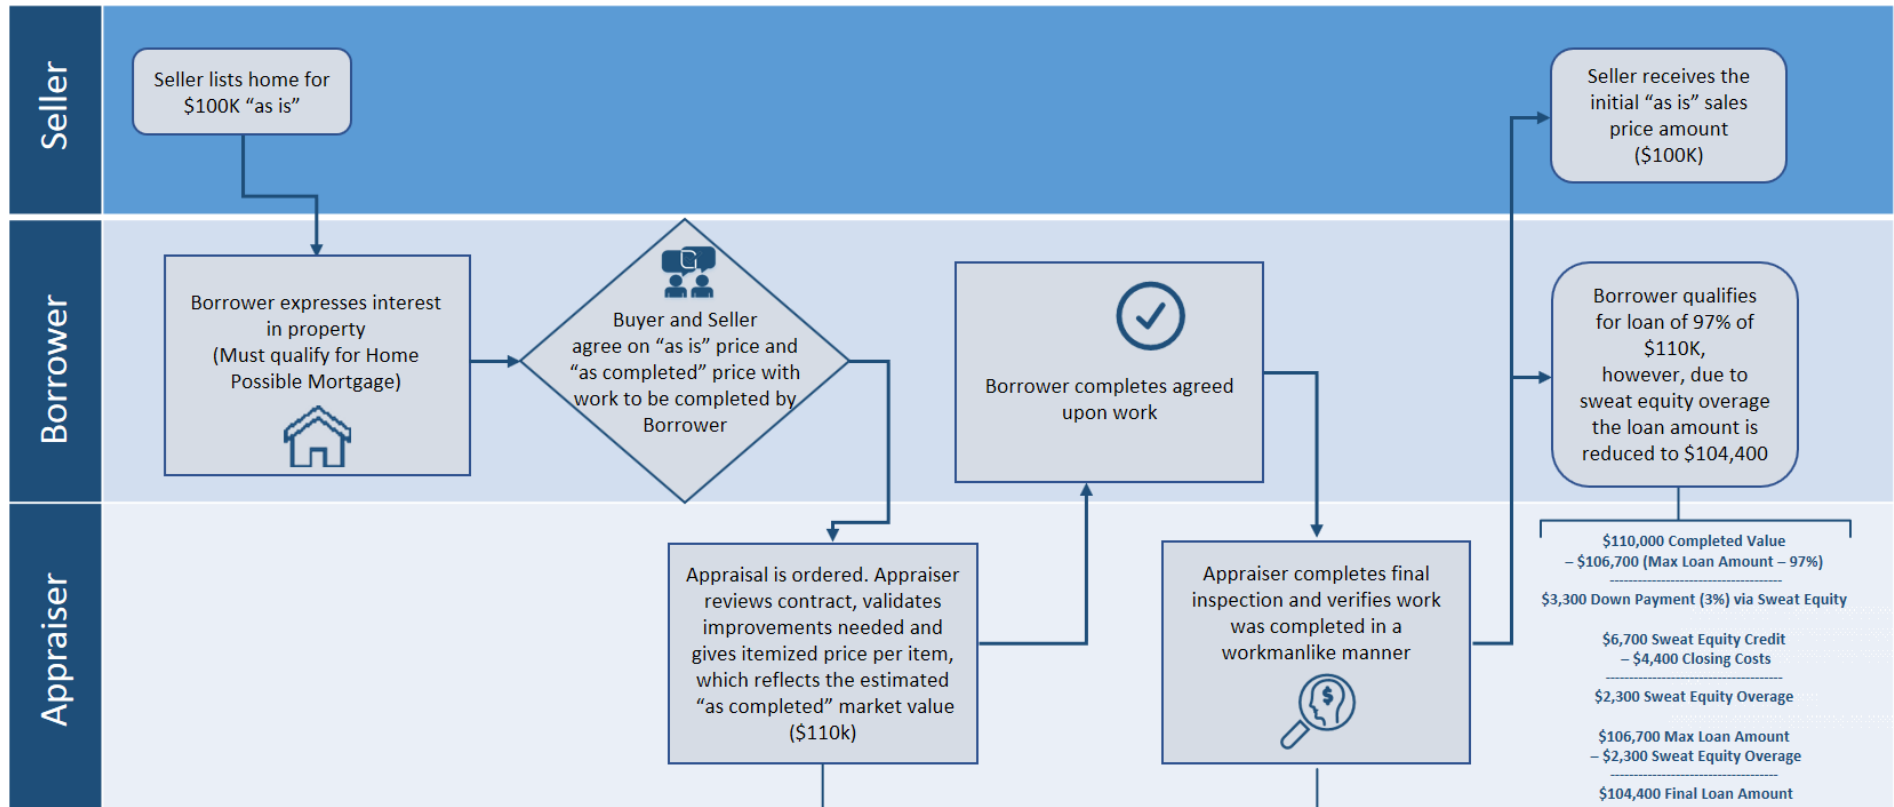 Seller
Seller lists home for
$100K “as is”
Seller receives the
initial “as is” sales
price amount
($100K)
Borrower
Borrower expresses interest
in property
(Must qualify for Home
Possible Mortgage)
Buyer and Seller
agree on “as is” price and
“as completed” price with
work to be completed by
Borrower
Borrower completes agreed
upon work
Borrower qualifies
for loan of 97% of
$110K,
however, due to
sweat equity overage
the loan amount is
reduced to $104,400
Appraiser
Appraisal is ordered. Appraiser
reviews contract, validates
improvements needed and
gives itemized price per item,
which reflects the estimated
“as completed” market value
($110k)
Appraiser completes final
inspection and verifies work
was completed in a
workmanlike manner
$
$110,000 Completed Value
– $106,700 (Max Loan Amount – 97%)
$3,300 Down Payment (3%) via Sweat Equity
$6,700 Sweat Equity Credit
– $4,400 Closing Costs
$2,300 Sweat Equity Overage
$106,700 Max Loan Amount
– $2,300 Sweat Equity Overage
$104,400 Final Loan Amount